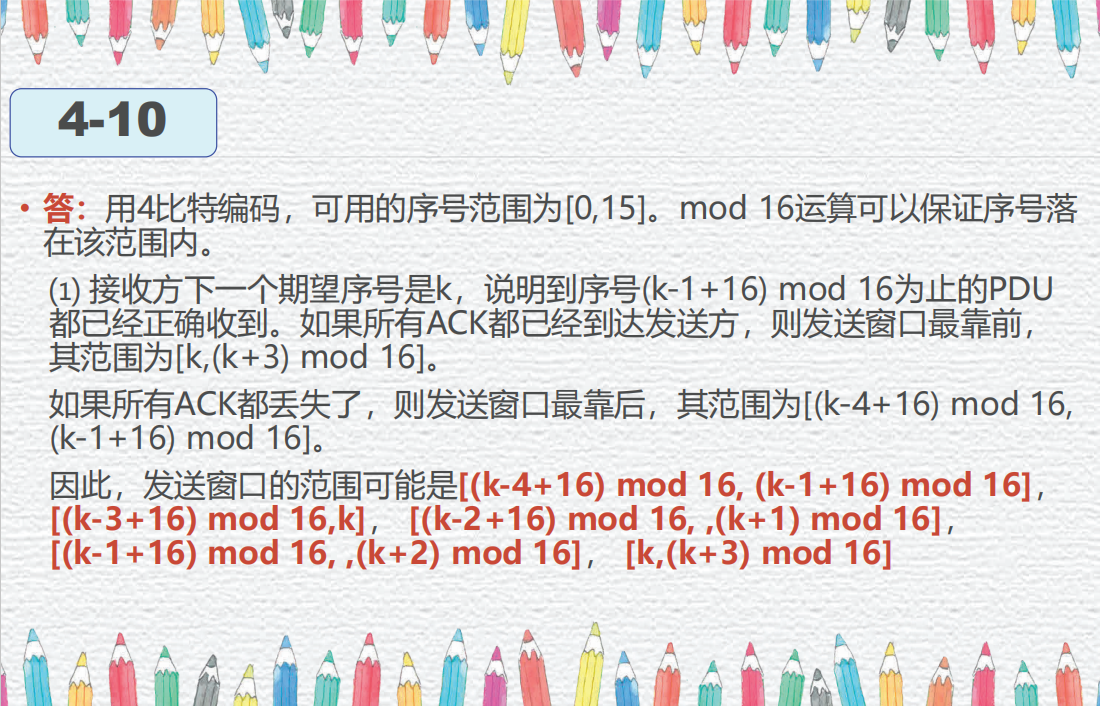 4-10
• 答：用4比特编码，可用的序号范围为[0,15]。mod 16运算可以保证序号落
在该范围内。
⑴ 接收方下一个期望序号是k，说明到序号(k-1+16) mod 16为止的PDU
都已经正确收到。如果所有ACK都已经到达发送方，则发送窗口最靠前，
其范围为[k,(k+3) mod 16]。
如果所有ACK都丢失了，则发送窗口最靠后，其范围为[(k-4+16) mod 16,
(k-1+16) mod 16]。
因此，发送窗口的范围可能是[(k-4+16) mod 16, (k-1+16) mod 16]，
[(k-3+16) mod 16,k]， [(k-2+16) mod 16, ,(k+1) mod 16]，
[(k-1+16) mod 16, ,(k+2) mod 16]， [k,(k+3) mod 16]